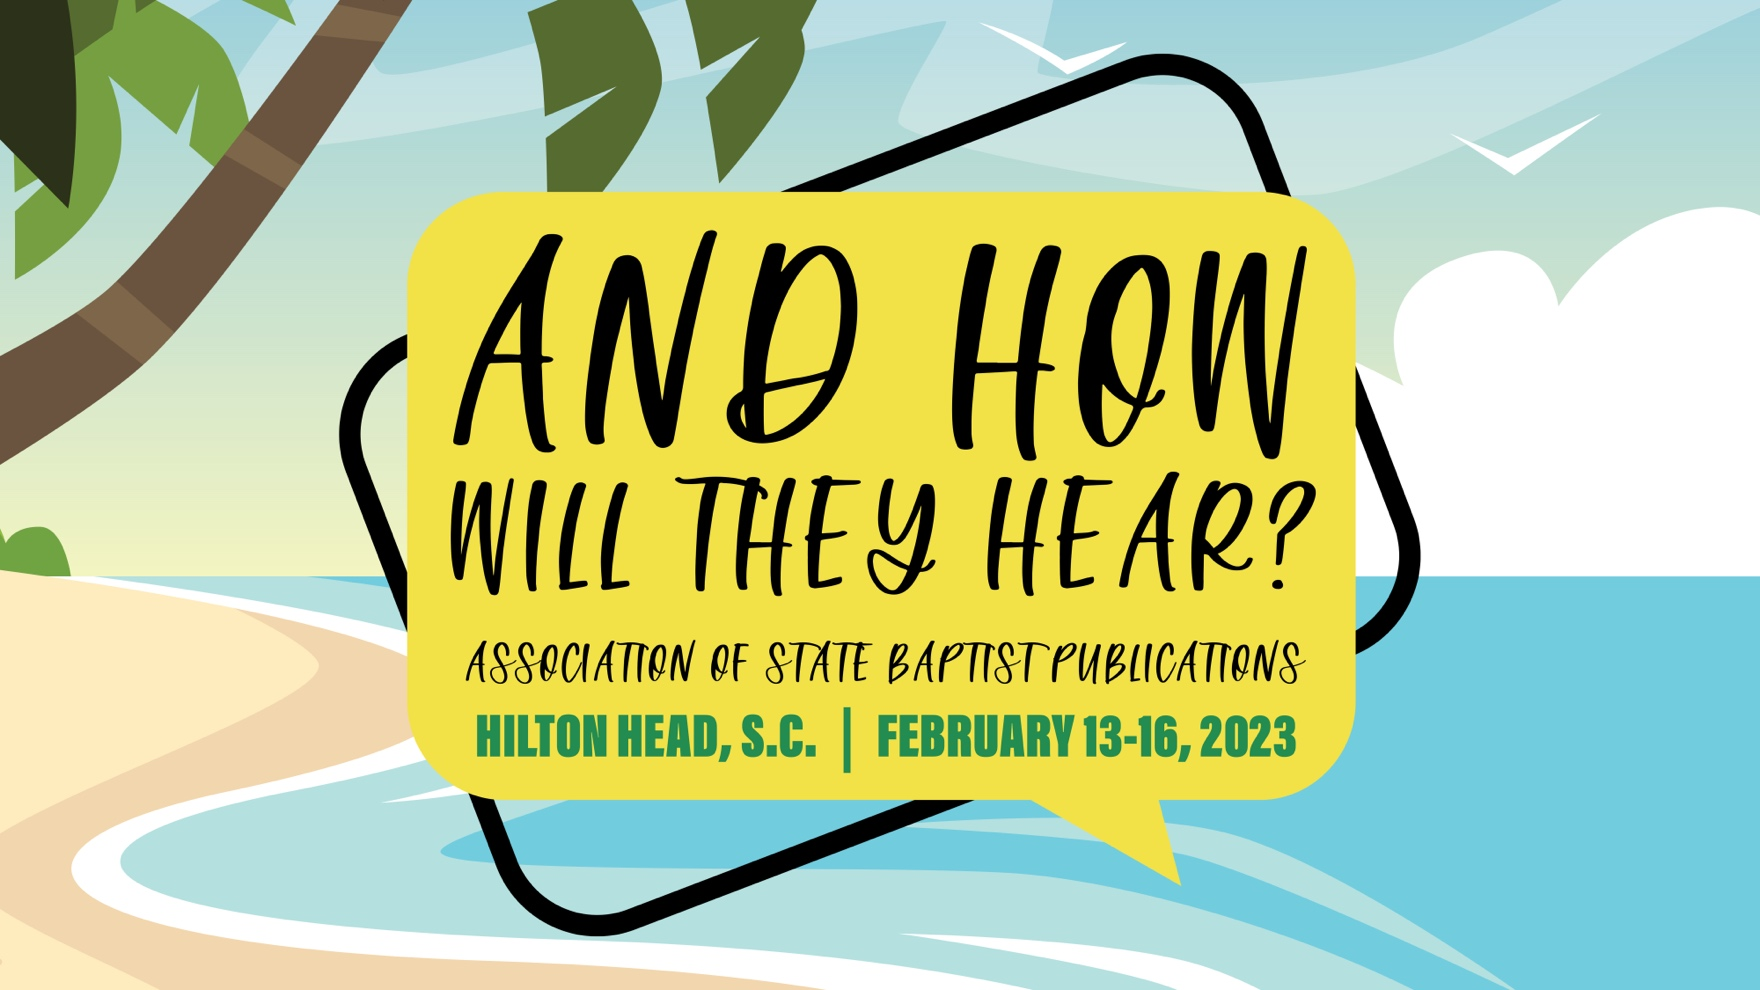 AND HOW
WILL THEY HEAR?
ASSOCIATION OF STATE BAPTIST PUBLICATIONS
HILTON HEAD, S.C. | FEBRUARY 13-16, 2023